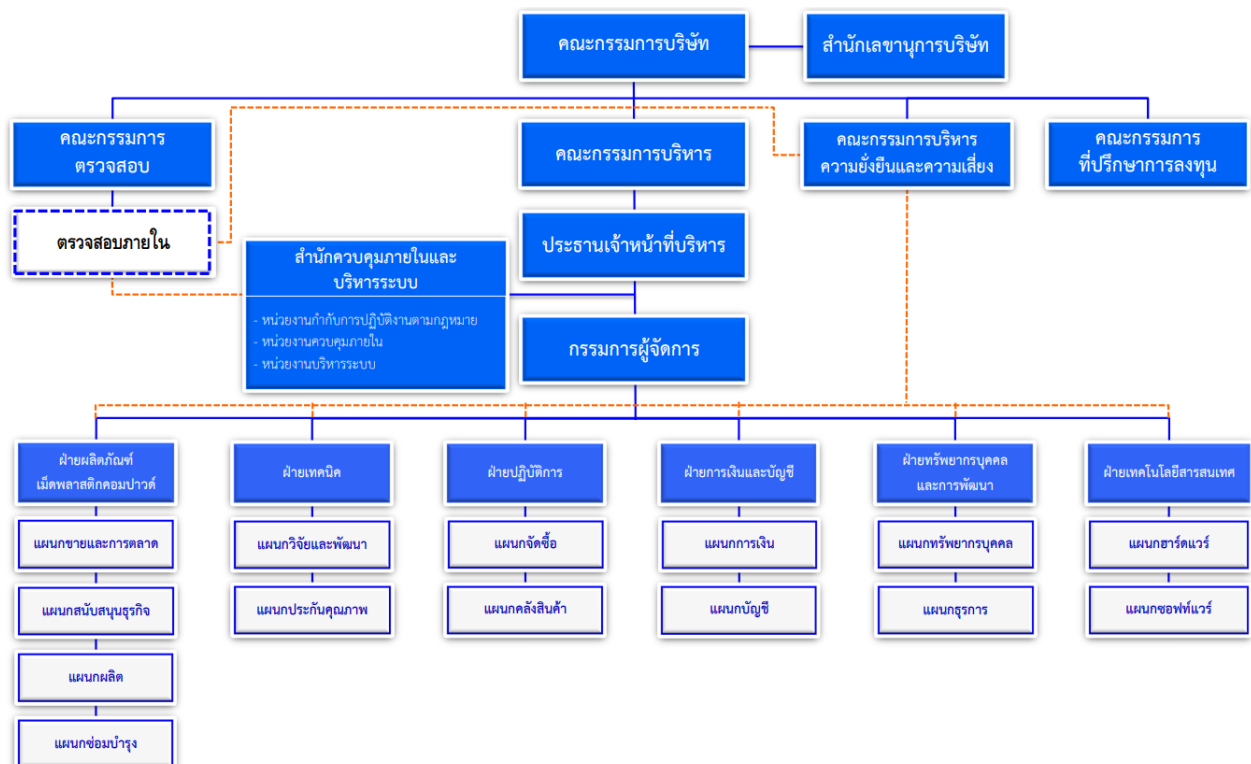 คณะกรรมการบริษัท
สำนักเลขานุการบริษัท
คณะกรรมการ
ตรวจสอบ
คณะกรรมการบริหาร
คณะกรรมการบริหาร
ความยั่งยืนและความเสี่ยง
คณะกรรมการ
ที่ปรึกษาการลงทุน
ตรวจสอบภายใน
ประธานเจ้าหน้าที่บริหาร
สำนักควบคุมภายในและ
บริหารระบบ
- หน่วยงานกำกับการปฏิบัติงานตามกฎหมาย
- หน่วยงานควบคุมภายใน
- หน่วยงานบริหารระบบ
กรรมการผู้จัดการ
ฝ่ายผลิตภัณฑ์
เม็ดพลาสติกคอมปาวด์
ฝ่ายเทคนิค
ฝ่ายปฏิบัติการ
ฝ่ายการเงินและบัญชี
ฝ่ายทรัพยากรบุคคล
และการพัฒนา
ฝ่ายเทคโนโลยีสารสนเทศ
แผนกขายและการตลาด
แผนกวิจัยและพัฒนา
แผนกจัดซื้อ
แผนกการเงิน
แผนกทรัพยากรบุคคล
แผนกฮาร์ดแวร์
แผนกสนับสนุนธุรกิจ
แผนกประกันคุณภาพ
แผนกคลังสินค้า
แผนกบัญชี
แผนกธุรการ
แผนกซอฟท์แวร์
แผนกผลิต
แผนกซ่อมบำรุง